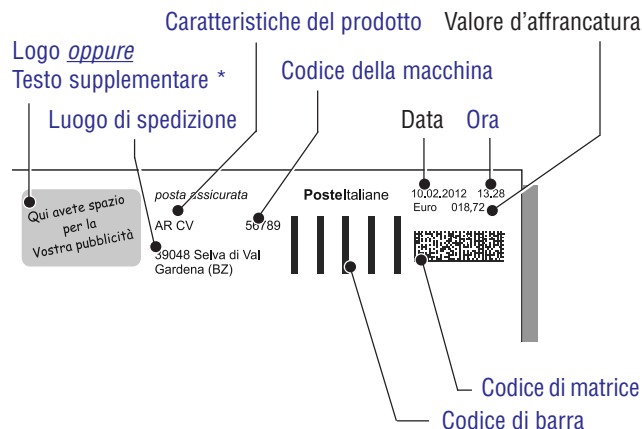 Caratteristiche del prodotto Valore d'affrancatura
Logo oppure
Testo supplementare *
Codice della macchina
Luogo di spedizione
Data Ora
Qui avete spazio
per la
Vostra pubblicità
posta assicurata
PosteItaliane
10.02.2012 13.28
Euro 018,72
AR CV 56789
39048 Selva di Val
Gardena (BZ)
Codice di matrice
Codice di barra